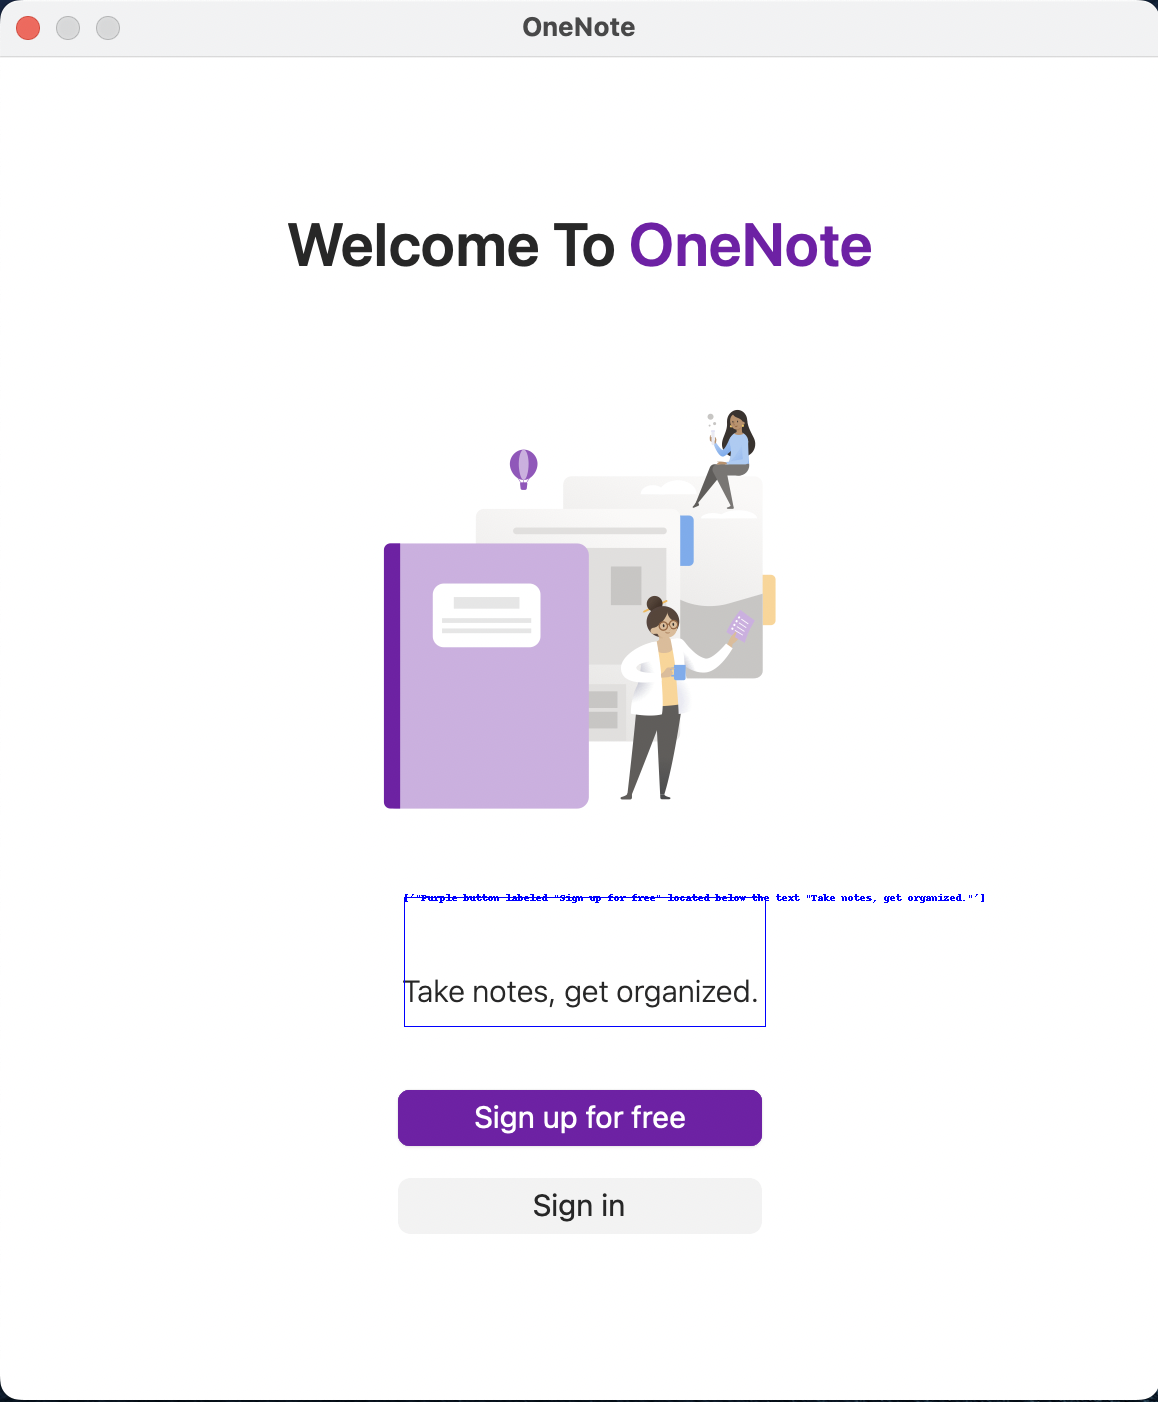 OneNote
Welcome To OneNote
['"Purple button labeled "Sign up for free" located below the text "Take notes, get organized."']
Take notes, get organized.
Sign up for free
Sign in